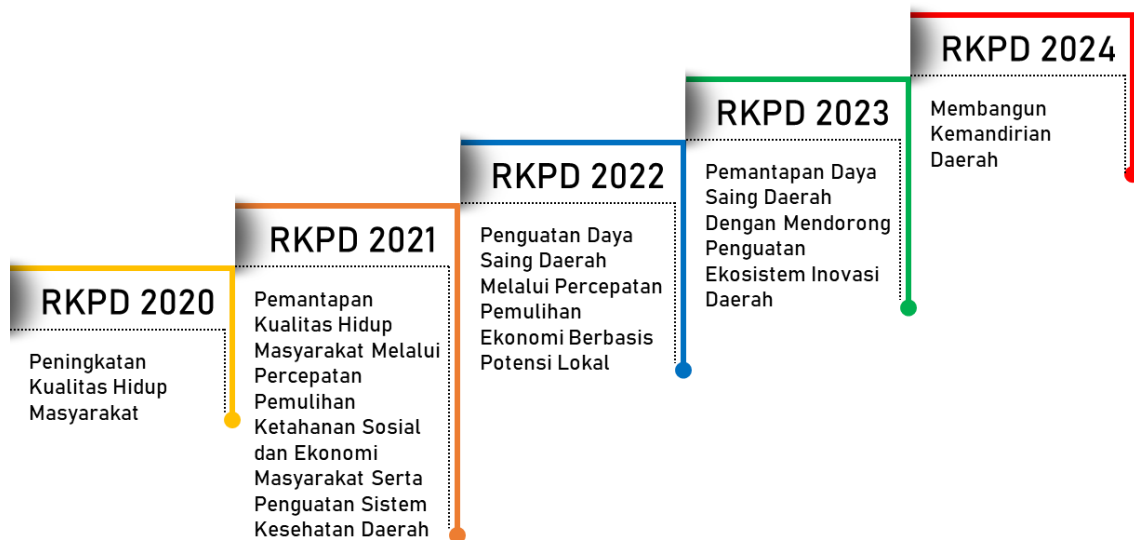 RKPD 2020
Peningkatan
Kualitas Hidup
Masyarakat
RKPD 2021
Pemantapan
Kualitas Hidup
Masyarakat Melalui
Percepatan
Pemulihan
Ketahanan Sosial
dan Ekonomi
Masyarakat Serta
Penguatan Sistem
Kesehatan Daerah
RKPD 2022
Penguatan Daya
Saing Daerah
Melalui Percepatan
Pemulihan
Ekonomi Berbasis
Potensi Lokal
RKPD 2023
Pemantapan Daya
Saing Daerah
Dengan Mendorong
Penguatan
Ekosistem Inovasi
Daerah
RKPD 2024
Membangun
Kemandirian
Daerah